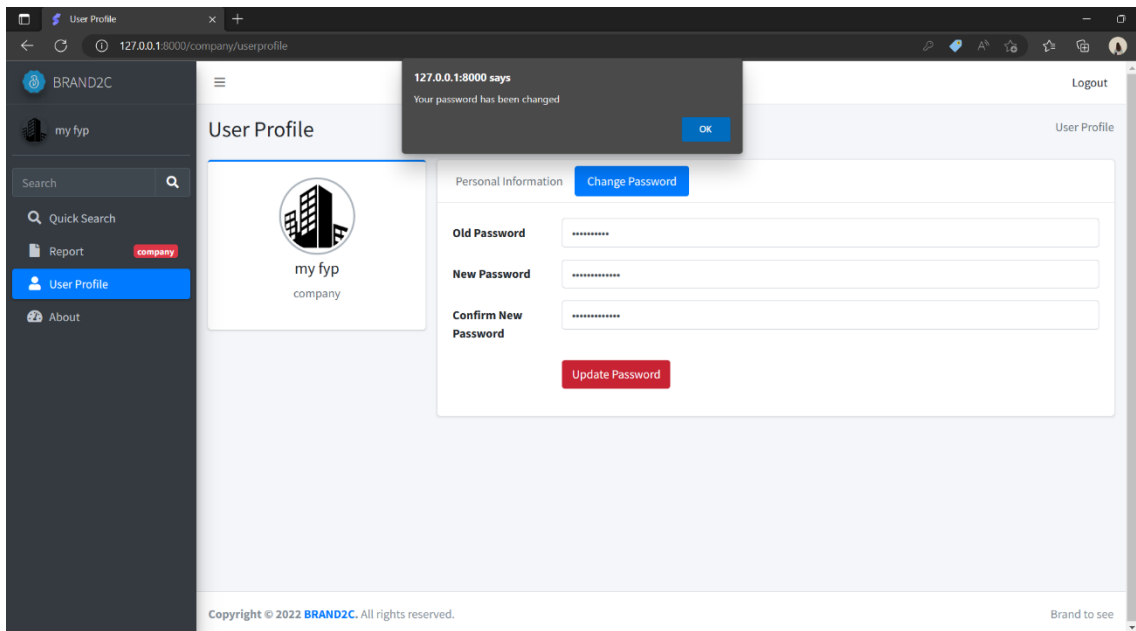 User Profile
127.0.0.1:8000/company/userprofile
BRAND2C
127.0.0.1:8000 says
Your password has been changed
OK
Logout
my fyp
User Profile
User Profile
Search
Quick Search
Report company
User Profile
About
my fyp
company
Personal Information Change Password
Old Password
New Password
Confirm New
Password
Update Password
Copyright © 2022 BRAND2C. All rights reserved.
Brand to see